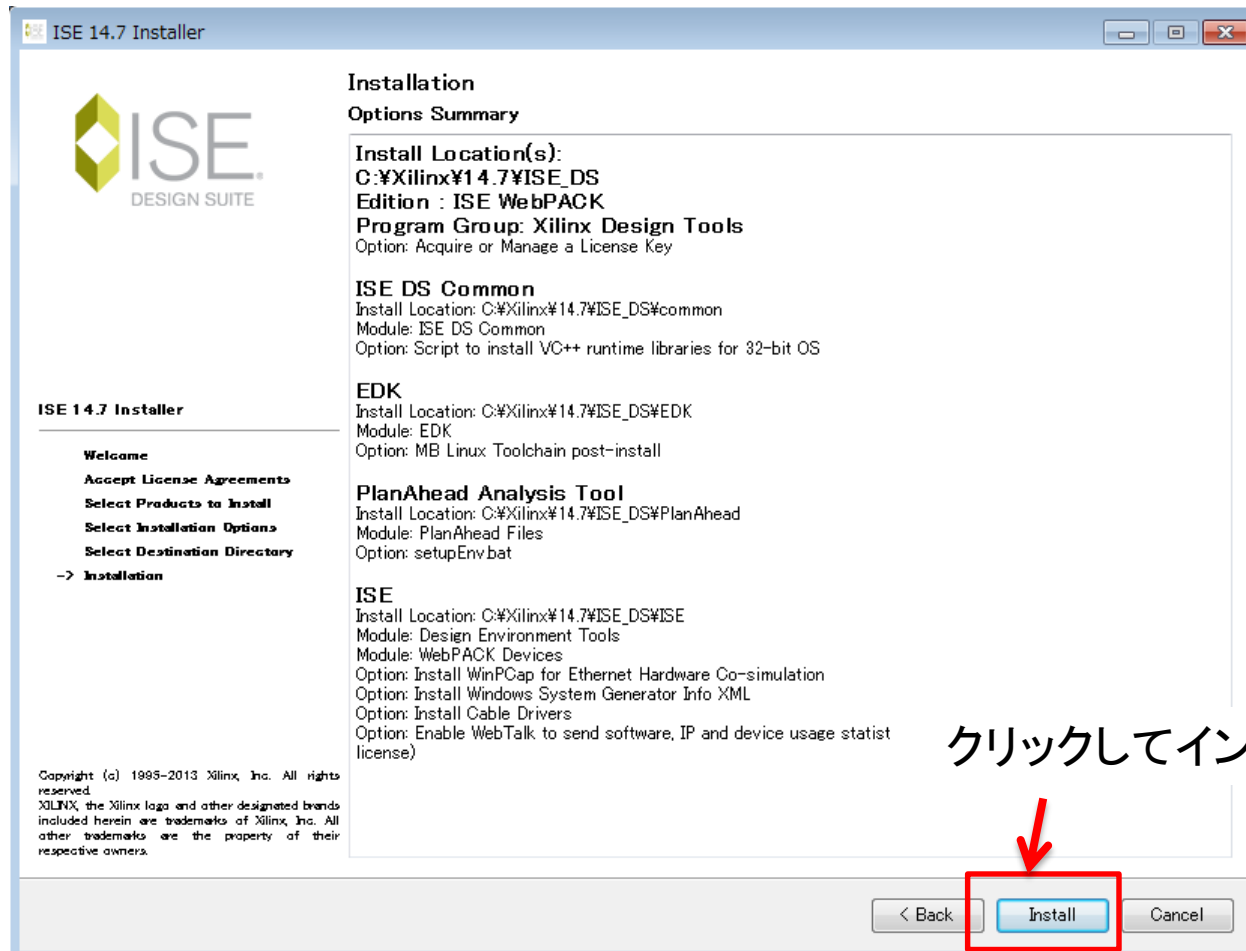 ISE 14.7 Installer
ISE.
DESIGN SUITE
Installation
Options Summary
Install Location(s):
C:¥Xilinx¥14.7¥ISE_DS
Edition : ISE WebPACK
Program Group: Xilinx Design Tools
Option: Acquire or Manage a License Key
ISE DS Common
Install Location: C:¥Xilinx¥14.7¥ISE_DS¥common
Module: ISE DS Common
Option: Script to install VC++ runtime libraries for 32-bit OS
EDK
Install Location: C:¥Xilinx¥14.7¥ISE_DS¥EDK
Module: EDK
Option: MB Linux Toolchain post-install
PlanAhead Analysis Tool
Install Location: C:¥Xilinx¥14.7¥ISE_DS¥PlanAhead
Module: PlanAhead Files
Option: setupEnv.bat
ISE
Install Location: C:¥Xilinx¥14.7¥ISE_DS¥ISE
Module: Design Environment Tools
Module: WebPACK Devices
Option: Install WinPCap for Ethernet Hardware Co-simulation
Option: Install Windows System Generator Info XML
Option: Install Cable Drivers
Option: Enable WebTalk to send software, IP and device usage statist
license)
ISE 14.7 Installer
Welcome
Accept License Agreements
Select Products to Install
Select Installation Options
Select Destination Directory
-> Installation
Copyright (c) 1995-2013 Xilinx, Inc. All rights
reserved.
XILINX, the Xilinx logo and other designated brands
included herein are trademarks of Xilinx, Inc. All
other trademarks are the property of their
respective owners.
クリックしてイン
< Back
Install
Cancel